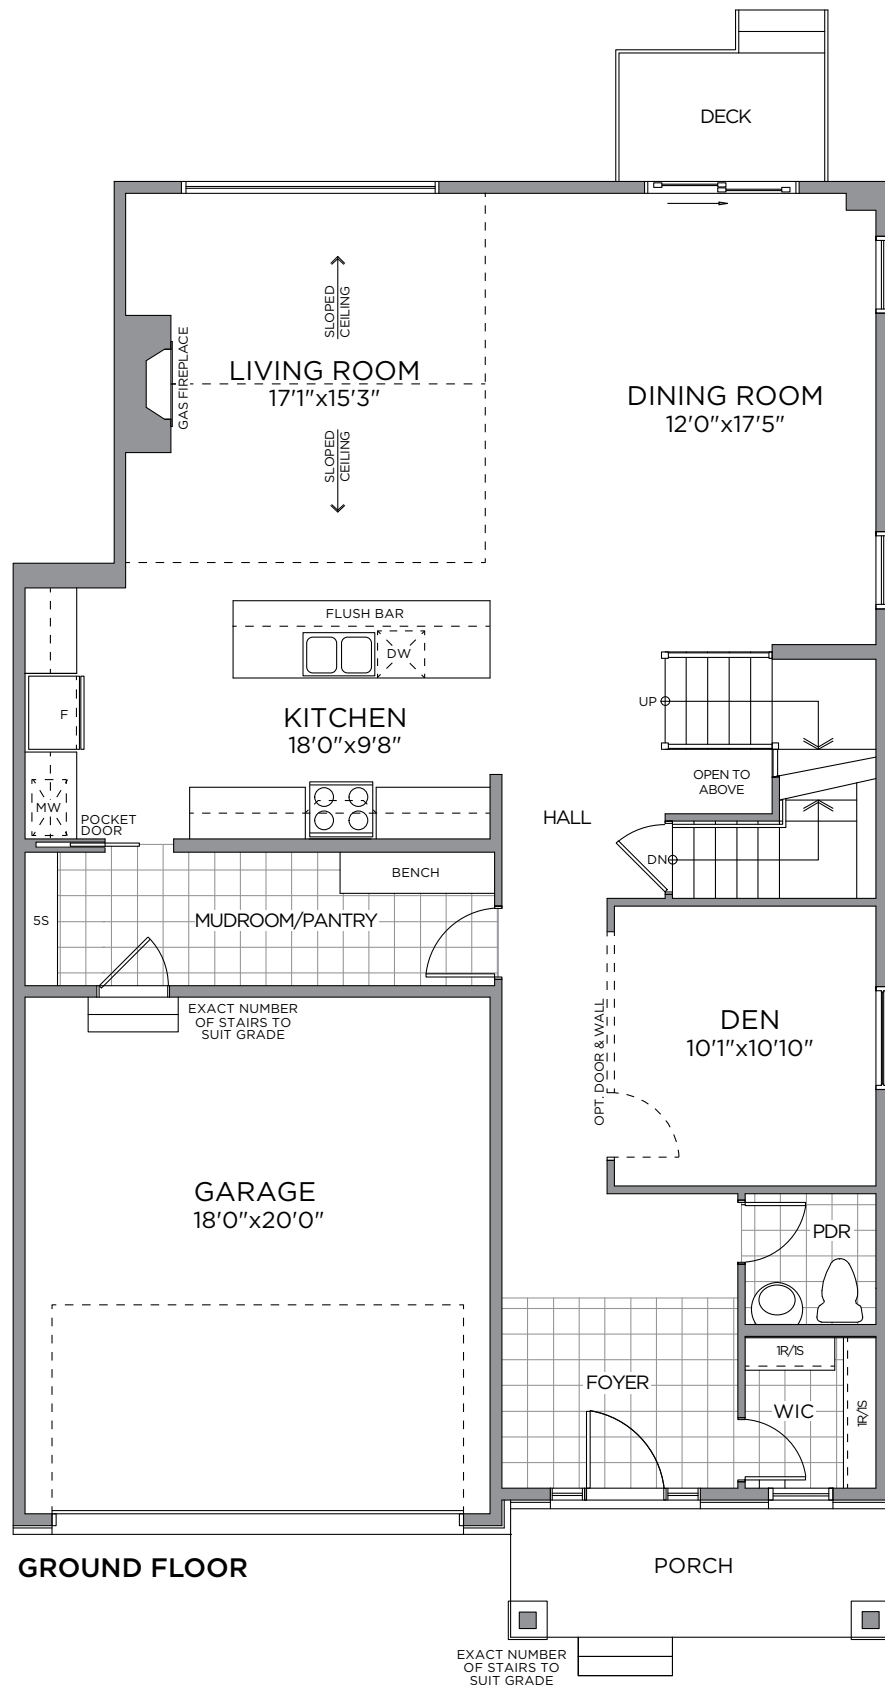 DECK
SLOPED
CEILING
GAS FIREPLACE
LIVING ROOM
17'1"x15'3"
DINING ROOM
12'0"x17'5"
SLOPED
CEILING
FLUSH BAR
DW
F
KITCHEN
18'0"x9'8"
UP
OPEN TO
ABOVE
MW
POCKET
DOOR
HALL
DN
BENCH
5S
MUDROOM/PANTRY
EXACT NUMBER
OF STAIRS TO
SUIT GRADE
OPT. DOOR & WALL
DEN
10'1"x10'10"
GARAGE
18'0"x20'0"
PDR
1R/1S
FOYER
WIC
1R/1S
GROUND FLOOR
PORCH
EXACT NUMBER
OF STAIRS TO
SUIT GRADE